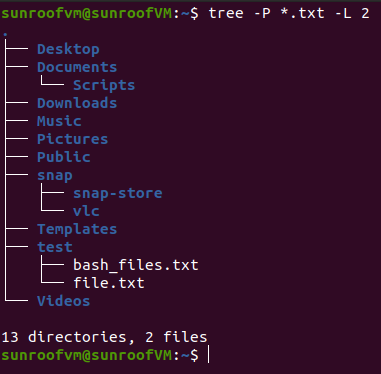 sunroofvm@sunroofVM:~$ tree -P *.txt -L 2
.
├── Desktop
├── Documents
│   └── Scripts
├── Downloads
├── Music
├── Pictures
├── Public
├── snap
│   ├── snap-store
│   └── vlc
├── Templates
├── test
│   ├── bash_files.txt
│   └── file.txt
└── Videos

13 directories, 2 files
sunroofvm@sunroofVM:~$